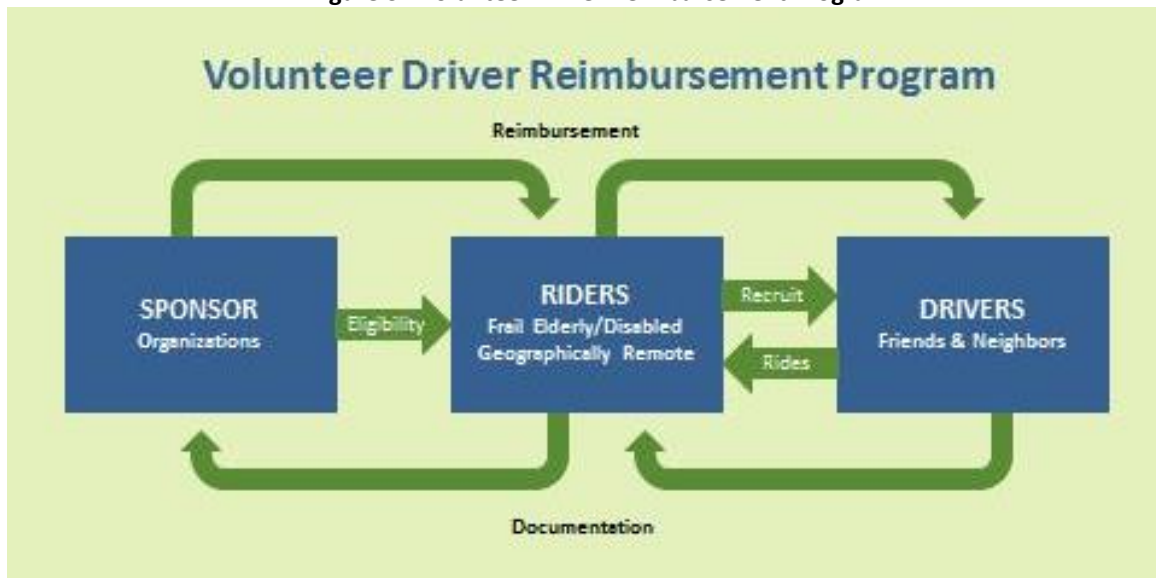 Volunteer Driver Reimbursement Program
Reimbursement
SPONSOR
Organizations
Eligibility
RIDERS
Frail Elderly/Disabled
Geographically Remote
Recruit
Rides
DRIVERS
Friends & Neighbors
Documentation